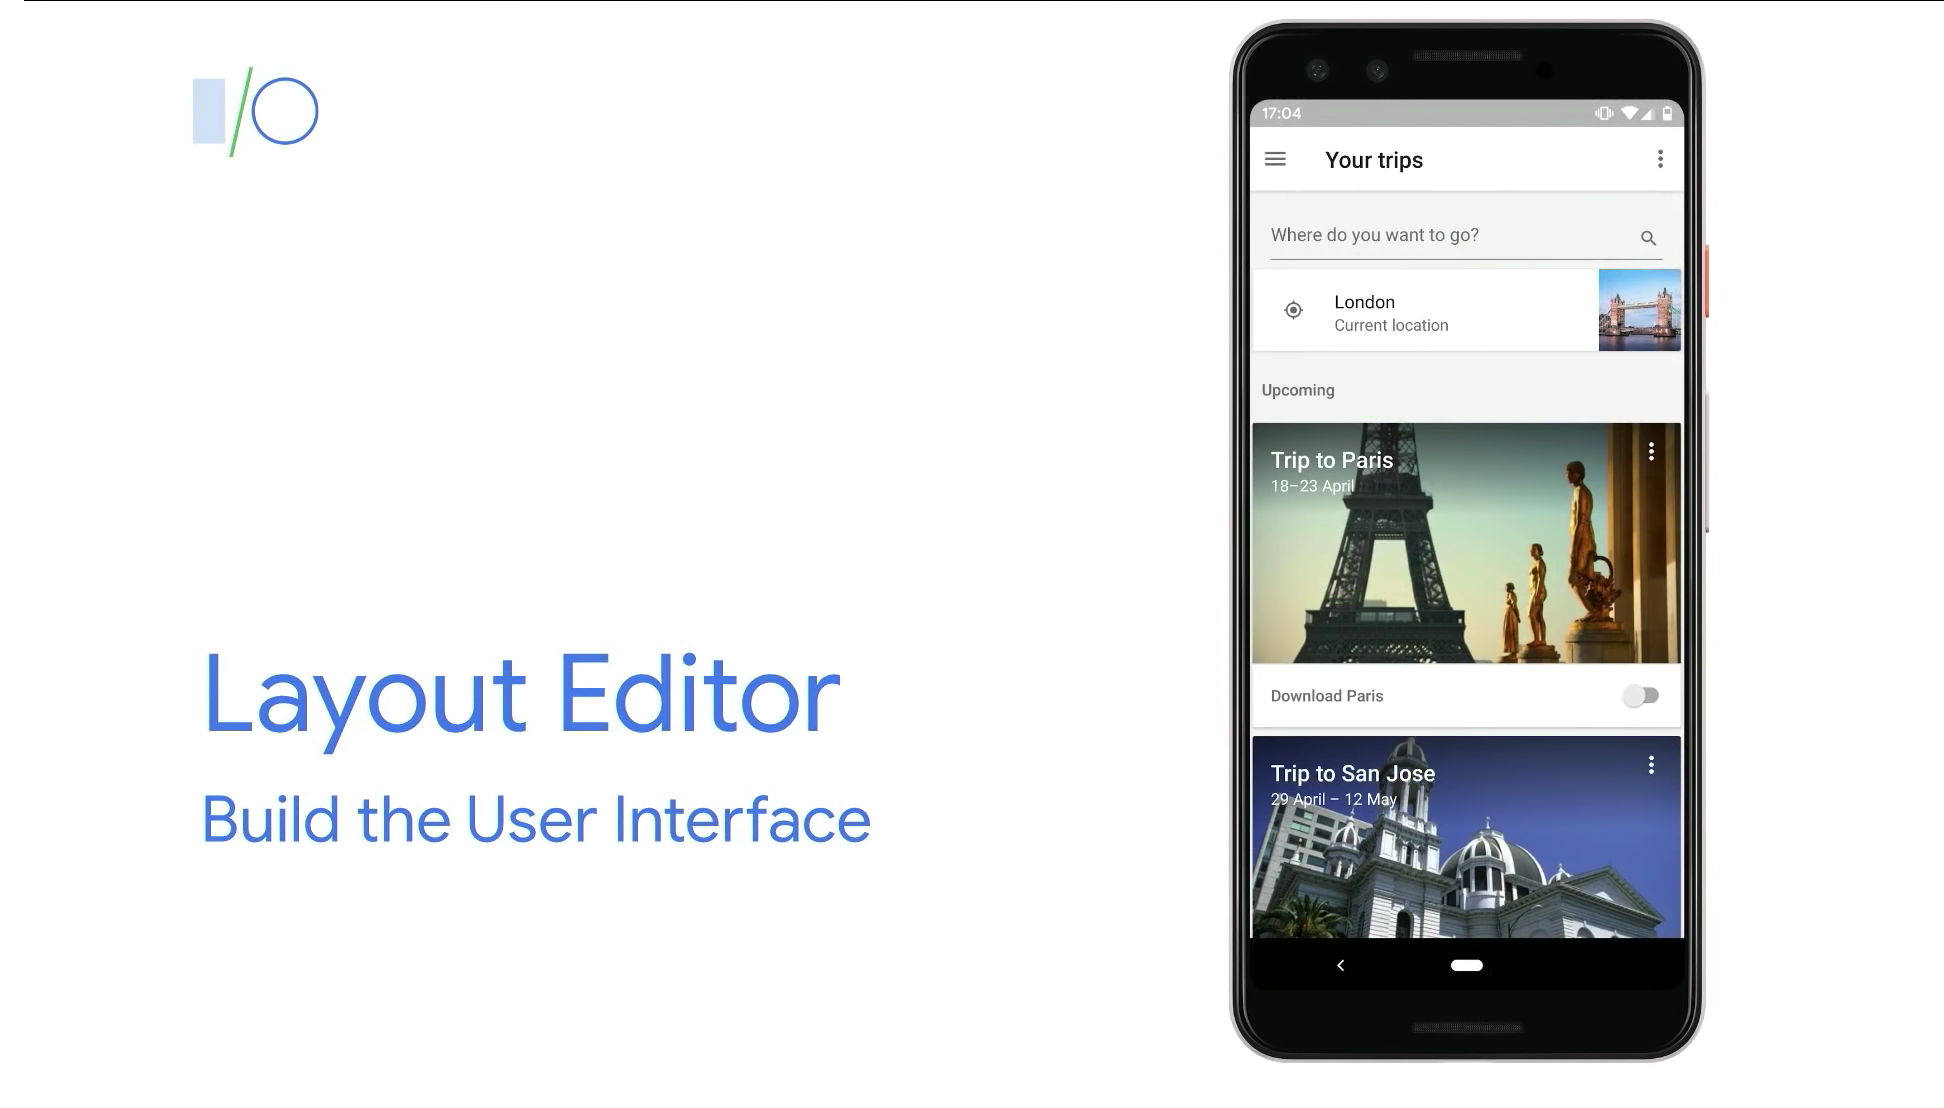 I/O
Layout Editor
Build the User Interface
17:04
Your trips
Where do you want to go?
London
Current location
Upcoming
Trip to Paris
18–23 April
Download Paris
Trip to San Jose
29 April – 12 May